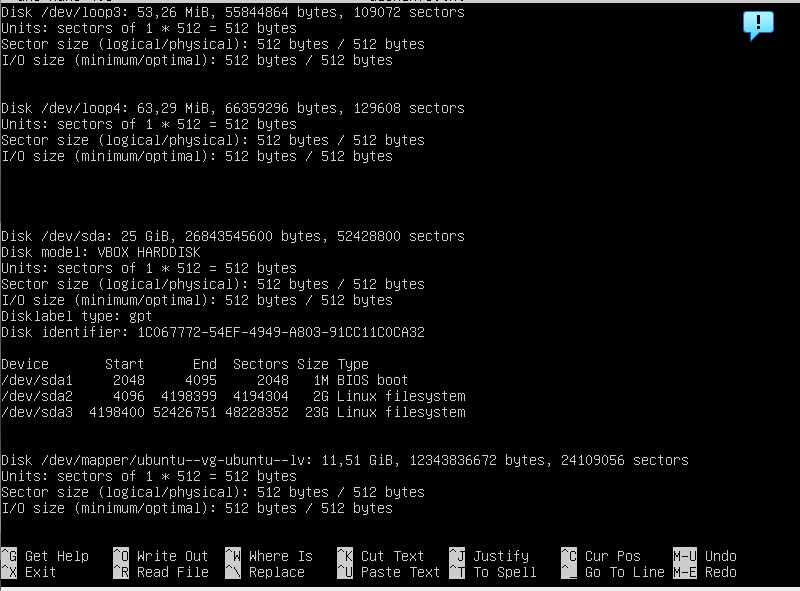 Disk /dev/loop3: 53,26 MiB, 55844864 bytes, 109072 sectors
Units: sectors of 1 * 512 = 512 bytes
Sector size (logical/physical): 512 bytes / 512 bytes
I/O size (minimum/optimal): 512 bytes / 512 bytes
Disk /dev/loop4: 63,29 MiB, 66359296 bytes, 129608 sectors
Units: sectors of 1 * 512 = 512 bytes
Sector size (logical/physical): 512 bytes / 512 bytes
I/O size (minimum/optimal): 512 bytes / 512 bytes
Disk /dev/sda: 25 GiB, 26843545600 bytes, 52428800 sectors
Disk model: VBOX HARDDISK
Units: sectors of 1 * 512 = 512 bytes
Sector size (logical/physical): 512 bytes / 512 bytes
I/O size (minimum/optimal): 512 bytes / 512 bytes
Disklabel type: gpt
Disk identifier: 1C067772-54EF-4949-A803-91CC11C0CA32
Device       Start      End  Sectors Size Type
/dev/sda1     2048     4095     2048   1M BIOS boot
/dev/sda2     4096  4198399  4194304   2G Linux filesystem
/dev/sda3  4198400 52426751 48228352  23G Linux filesystem
Disk /dev/mapper/ubuntu--vg-ubuntu--lv: 11,51 GiB, 12343836672 bytes, 24109056 sectors
Units: sectors of 1 * 512 = 512 bytes
Sector size (logical/physical): 512 bytes / 512 bytes
I/O size (minimum/optimal): 512 bytes / 512 bytes
^G Get Help ^O Write Out ^W Where Is ^K Cut Text ^J Justify ^C Cur Pos M-U Undo
^X Exit ^R Read File ^\ Replace ^U Paste Text ^T To Spell ^_ Go To Line M-E Redo